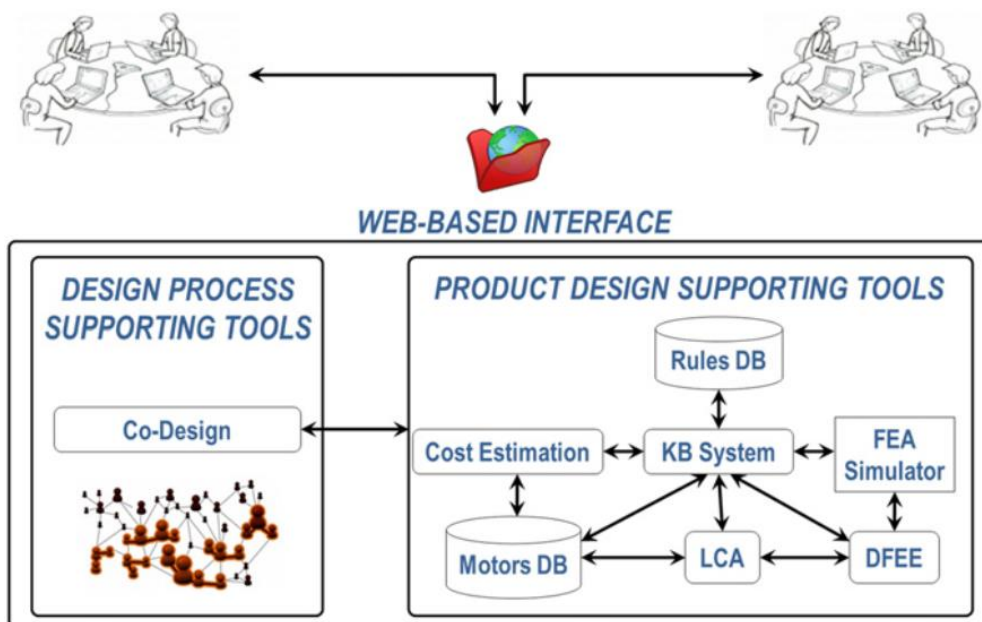 WEB-BASED INTERFACE
DESIGN PROCESS
SUPPORTING TOOLS
Co-Design
PRODUCT DESIGN SUPPORTING TOOLS
Rules DB
Cost Estimation
KB System
FEA
Simulator
Motors DB
LCA
DFEE